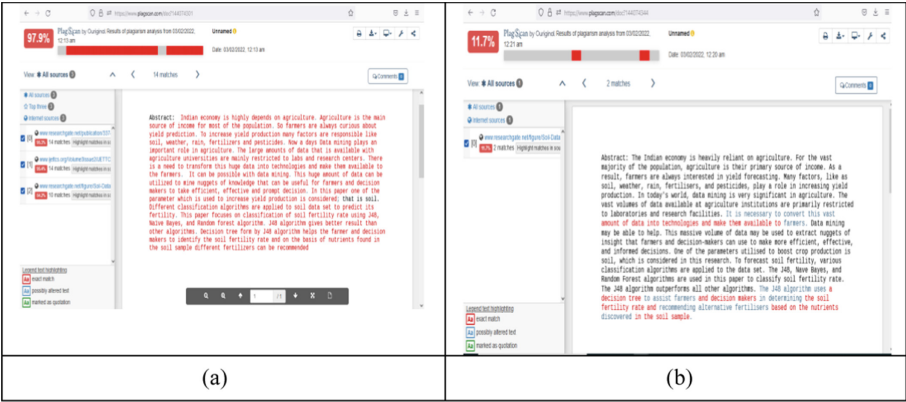 https://www.plagscan.com/doc/144074301
97.9%
PlagScan by Ouriginal. Results of plagiarism analysis from 03/02/2022,
12:13 am
Unnamed
Date: 03/02/2022, 12:13 am
View: All sources 14 matches
Comments
All sources
Top three
Internet sources
14 matches
14 matches
10 matches
Legend text highlighting
Aa exact match
Aa possibly altered text
Aa marked as quotation
Abstract: Indian economy is highly depends on agriculture. Agriculture is the main
source of income for most of the population. So farmers are always curious about
yield prediction. To increase yield production many factors are responsible like
soil, weather, rain, fertilizers and pesticides. Now a days Data mining plays an
important role in agriculture. The large amounts of data that is available with
agriculture universities are mainly restricted to labs and research centers. There
is a need to transform this huge data into technologies and make them available to
the farmers. It can be possible with data mining. This huge amount of data can be
utilized to mine nuggets of knowledge that can be useful for farmers and decision
makers to take efficient, effective and prompt decision. In this paper one of the
parameter which is used to increase yield production is considered; that is soil.
Different classification algorithms are applied to soil data set to predict its
fertility. This paper focuses on classification of soil fertility rate using J48,
Naive Bayes, and Random forest algorithm. J48 algorithm gives better result than
other algorithms. Decision tree form by J48 algorithm helps the farmer and decision
makers to identify the soil fertility rate and on the basis of nutrients found in
the soil sample different fertilizers can be recommended
1 / 1
(a)
11.7%
PlagScan by Ouriginal. Results of plagiarism analysis from 03/02/2022,
12:21 am
Unnamed
Date: 03/02/2022, 12:20 am
View: All sources 2 matches
Comments
All sources
Internet sources
2 matches
Legend text highlighting
Aa exact match
Aa possibly altered text
Aa marked as quotation
Abstract: The Indian economy is heavily reliant on agriculture. For the vast
majority of the population, agriculture is their primary source of income. As a
result, farmers are always interested in yield forecasting. Many factors, like as
soil, weather, rain, fertilisers, and pesticides, play a role in increasing yield
production. In today's world, data mining is very significant in agriculture. The
vast volumes of data available at agriculture institutions are primarily restricted
to laboratories and research facilities. It is necessary to convert this vast
amount of data into technologies and make them available to farmers. Data mining
may be able to help. This massive volume of data may be used to extract nuggets of
insight that farmers and decision-makers can use to make more efficient, effective,
and informed decisions. One of the parameters utilised to boost crop production is
soil, which is considered in this research. To forecast soil fertility, various
classification algorithms are applied to the data set. The J48, Nave Bayes, and
Random Forest algorithms are used in this paper to classify soil fertility rate.
The J48 algorithm outperforms all other algorithms. The J48 algorithm uses a
decision tree to assist farmers and decision makers in determining the soil
fertility rate and recommending alternative fertilisers based on the nutrients
discovered in the soil sample.
(b)